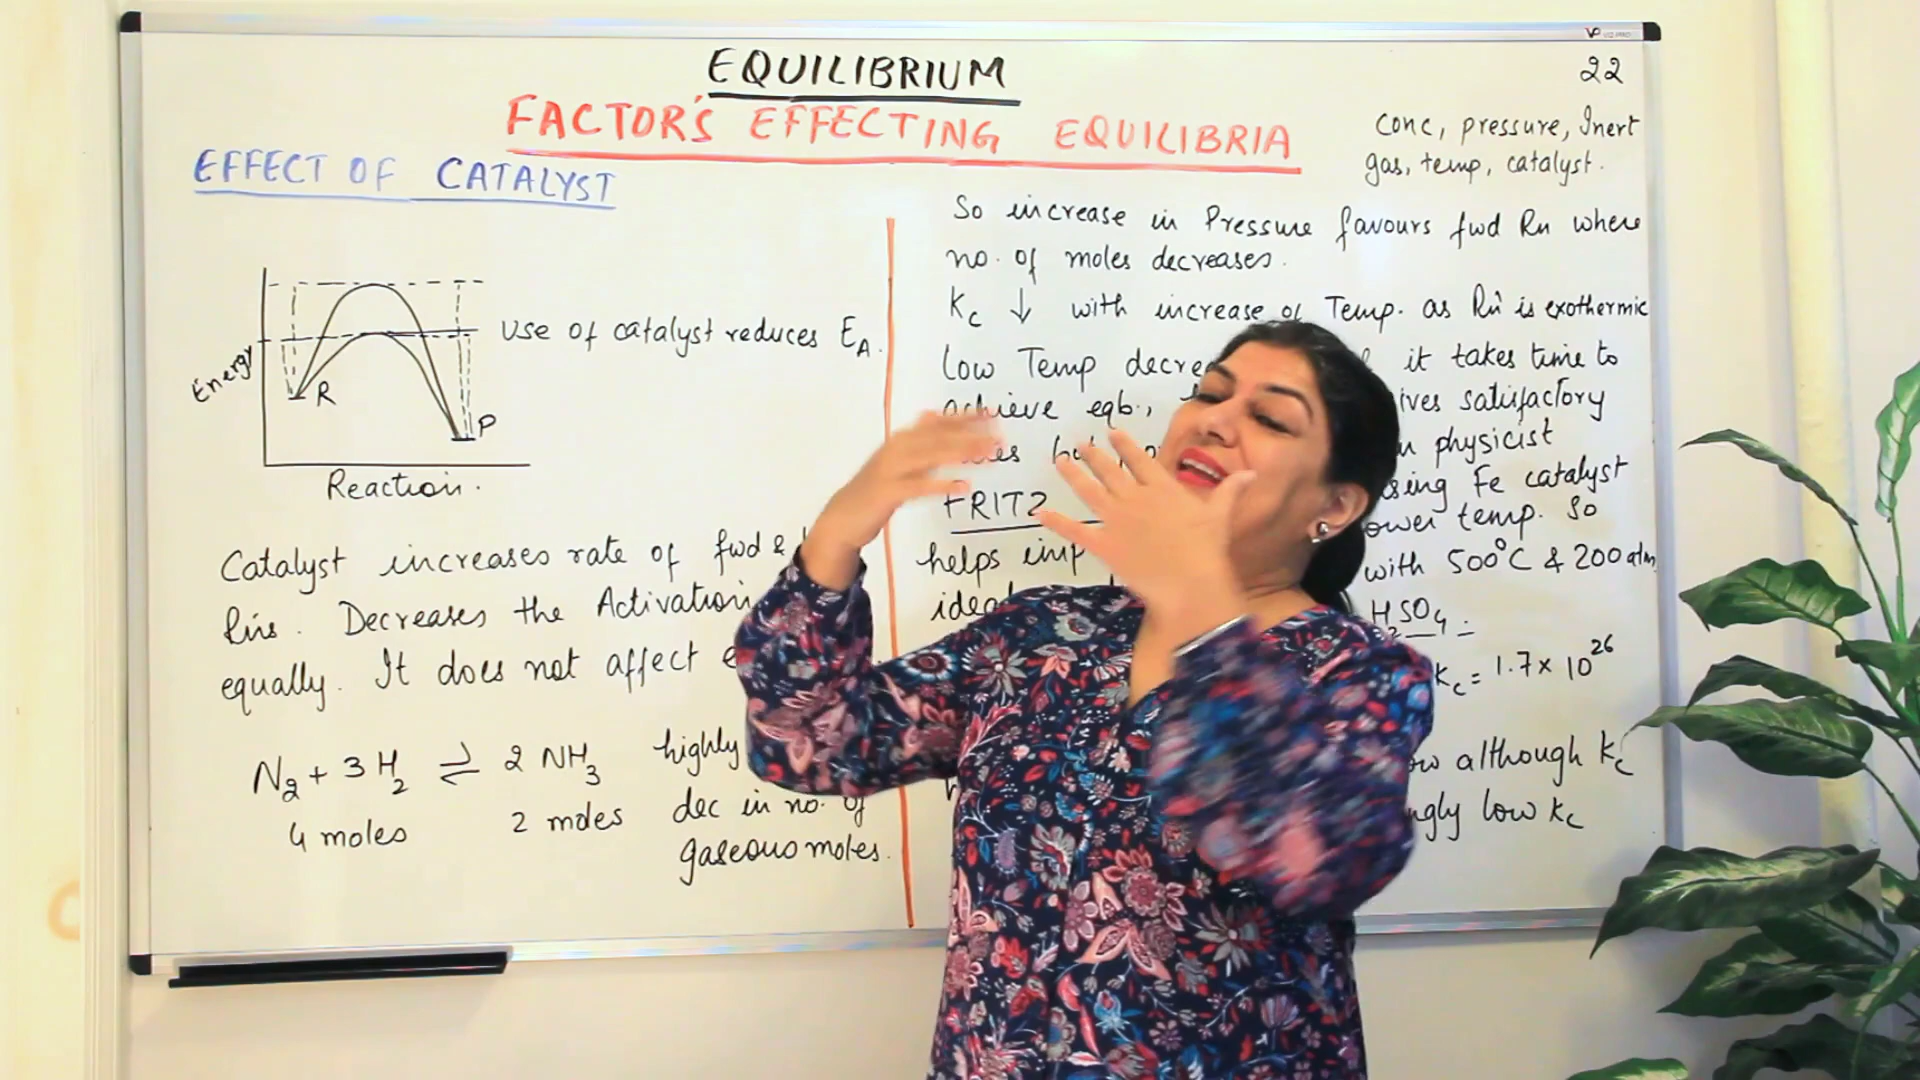 EQUILIBRIUM
22
FACTOR'S EFFECTING EQUILIBRIA
conc, pressure, Inert
gas, temp, catalyst.
EFFECT OF CATALYST
Energy
R
P
Reaction.
use of catalyst reduces EA.
Catalyst increases rate of fwd &
Rns. Decreases the Activation
equally. It does not affect
N2 + 3H2 ⇌ 2 NH3 highly
4 moles 2 moles dec in no. of
gaseous moles.
So increase in Pressure favours fwd Rn where
no. of moles decreases.
Kc ↓ with increase of Temp. as Rn is exothermic
Low Temp it takes time to
achieve eqb., satisfactory
physicist
FRITZ Fe catalyst
temp. So
helps with 500°C & 200 atm
H2SO4
Kc = 1.7 × 10^26
although Kc
low Kc